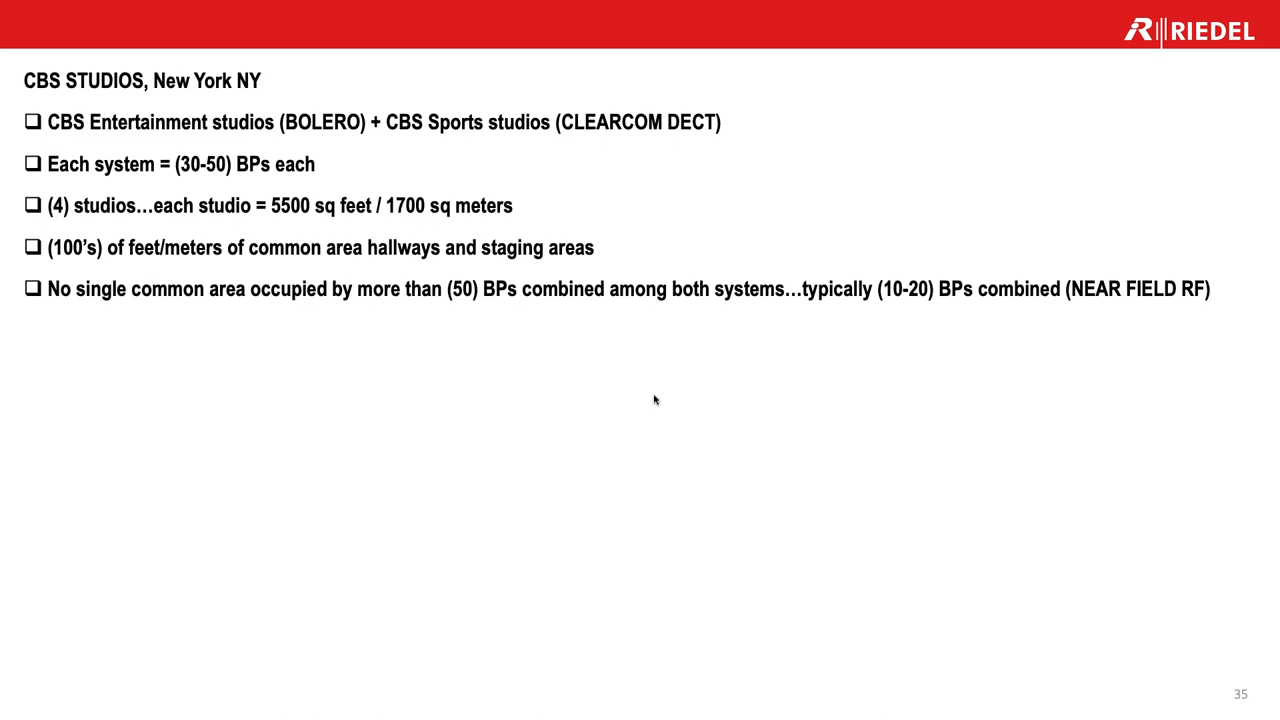 RIEDEL
CBS STUDIOS, New York NY
❑ CBS Entertainment studios (BOLERO) + CBS Sports studios (CLEARCOM DECT)
❑ Each system = (30-50) BPs each
❑ (4) studios…each studio = 5500 sq feet / 1700 sq meters
❑ (100’s) of feet/meters of common area hallways and staging areas
❑ No single common area occupied by more than (50) BPs combined among both systems…typically (10-20) BPs combined (NEAR FIELD RF)
35